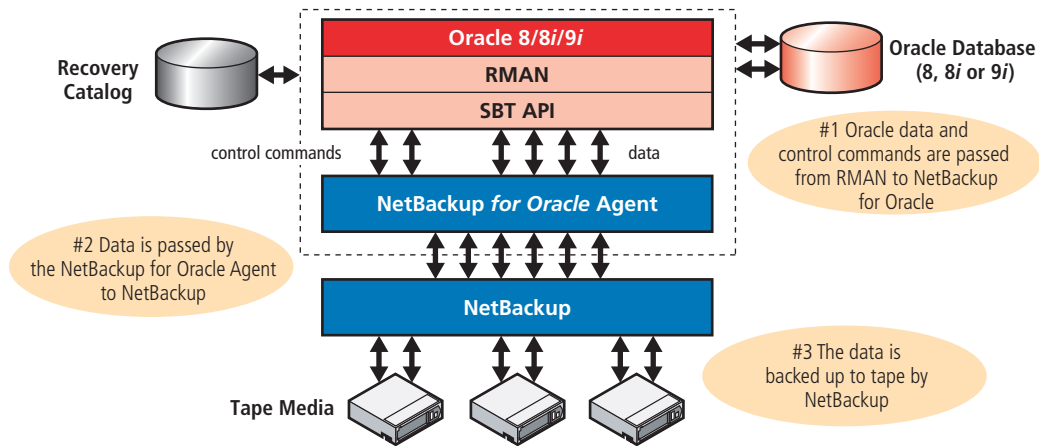 Oracle 8/8i/9i
RMAN
SBT API
Recovery
Catalog
Oracle Database
(8, 8i or 9i)
control commands
data
#1 Oracle data and
control commands are passed
from RMAN to NetBackup
for Oracle
NetBackup for Oracle Agent
#2 Data is passed by
the NetBackup for Oracle Agent
to NetBackup
NetBackup
#3 The data is
backed up to tape by
NetBackup
Tape Media